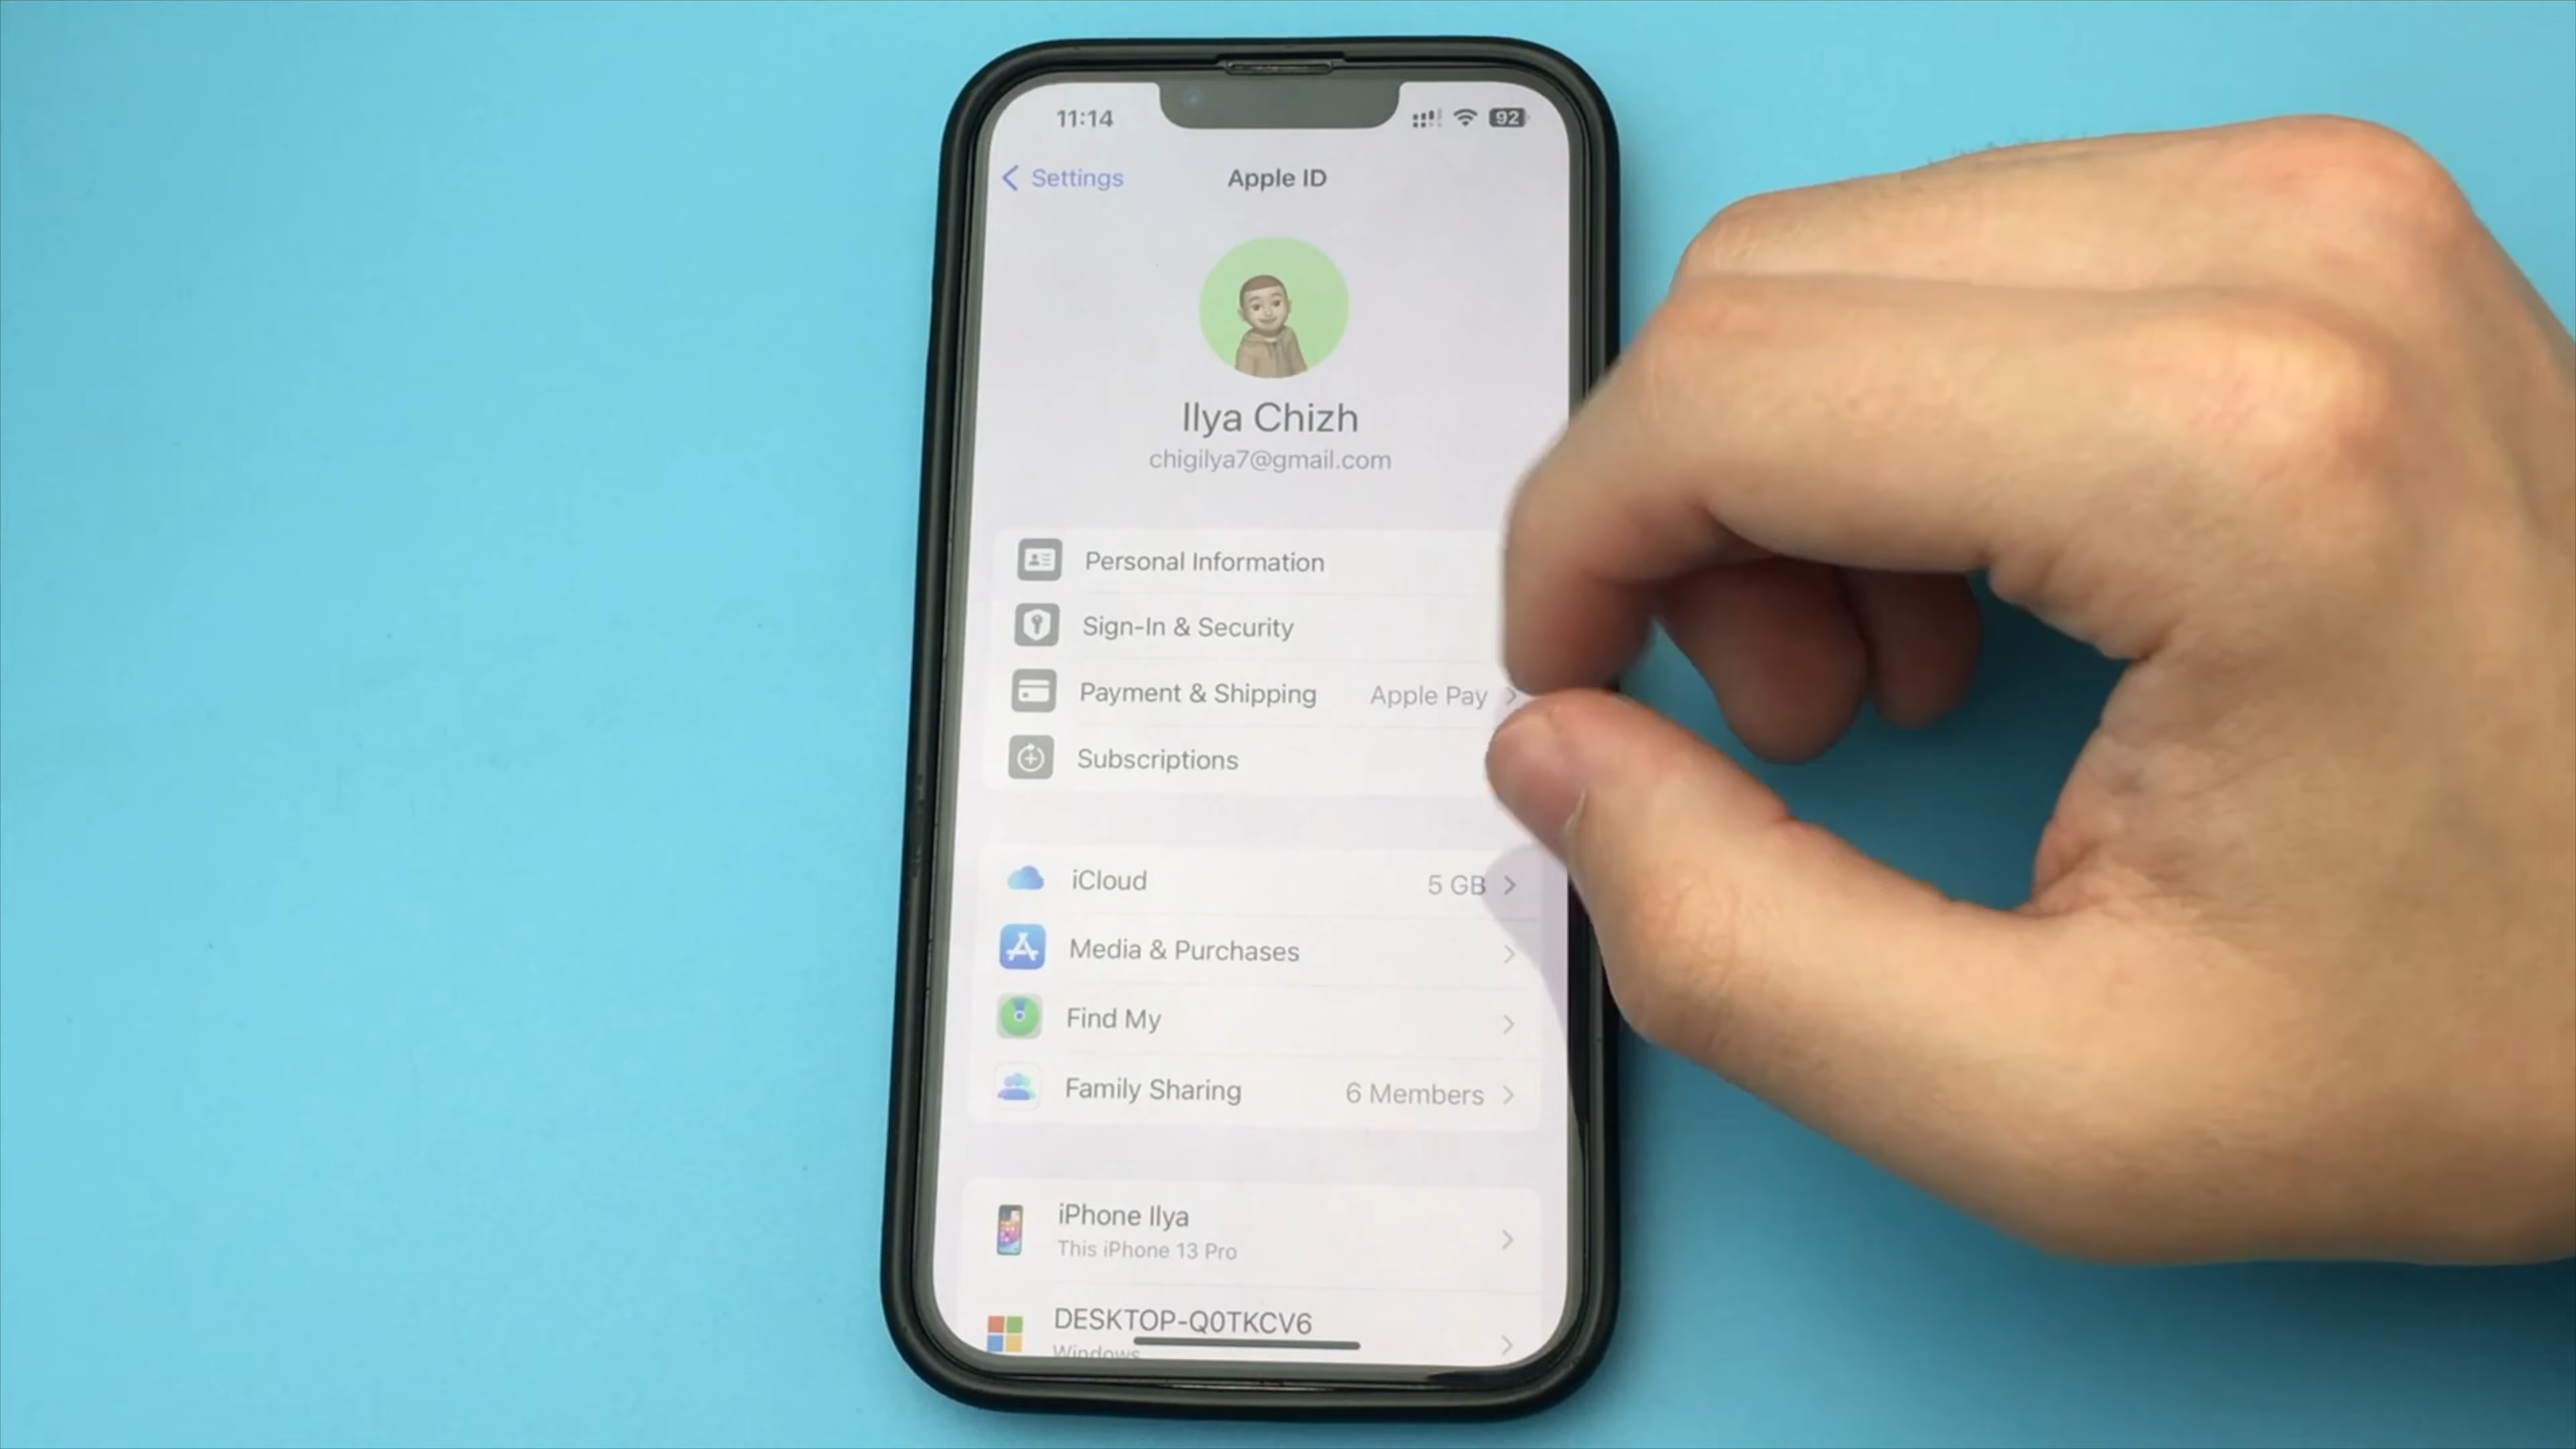 11:14
92
Settings
Apple ID
Ilya Chizh
chigilya7@gmail.com
Personal Information
Sign-In & Security
Payment & Shipping Apple Pay
Subscriptions
iCloud 5 GB
Media & Purchases
Find My
Family Sharing 6 Members
iPhone Ilya
This iPhone 13 Pro
DESKTOP-Q0TKCV6
Windows